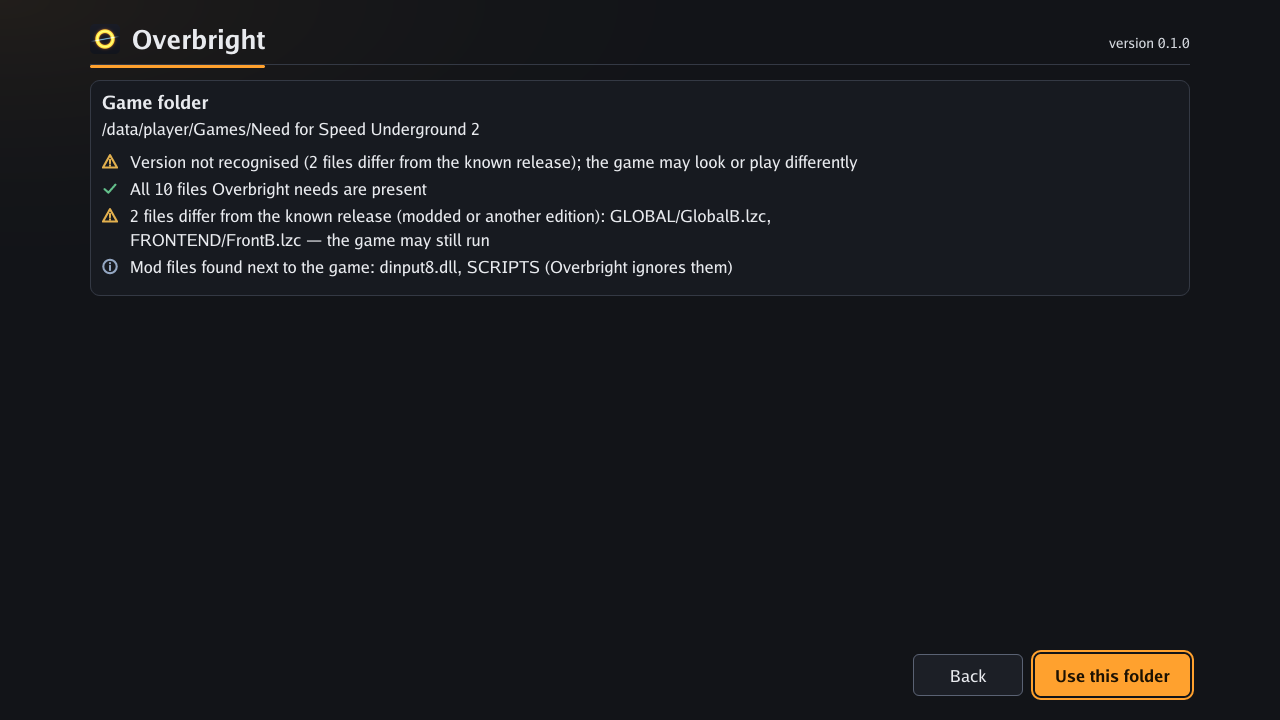 Overbright
version 0.1.0
Game folder
/data/player/Games/Need for Speed Underground 2
Version not recognised (2 files differ from the known release); the game may look or play differently
All 10 files Overbright needs are present
2 files differ from the known release (modded or another edition): GLOBAL/GlobalB.lzc,
FRONTEND/FrontB.lzc — the game may still run
Mod files found next to the game: dinput8.dll, SCRIPTS (Overbright ignores them)
Back
Use this folder